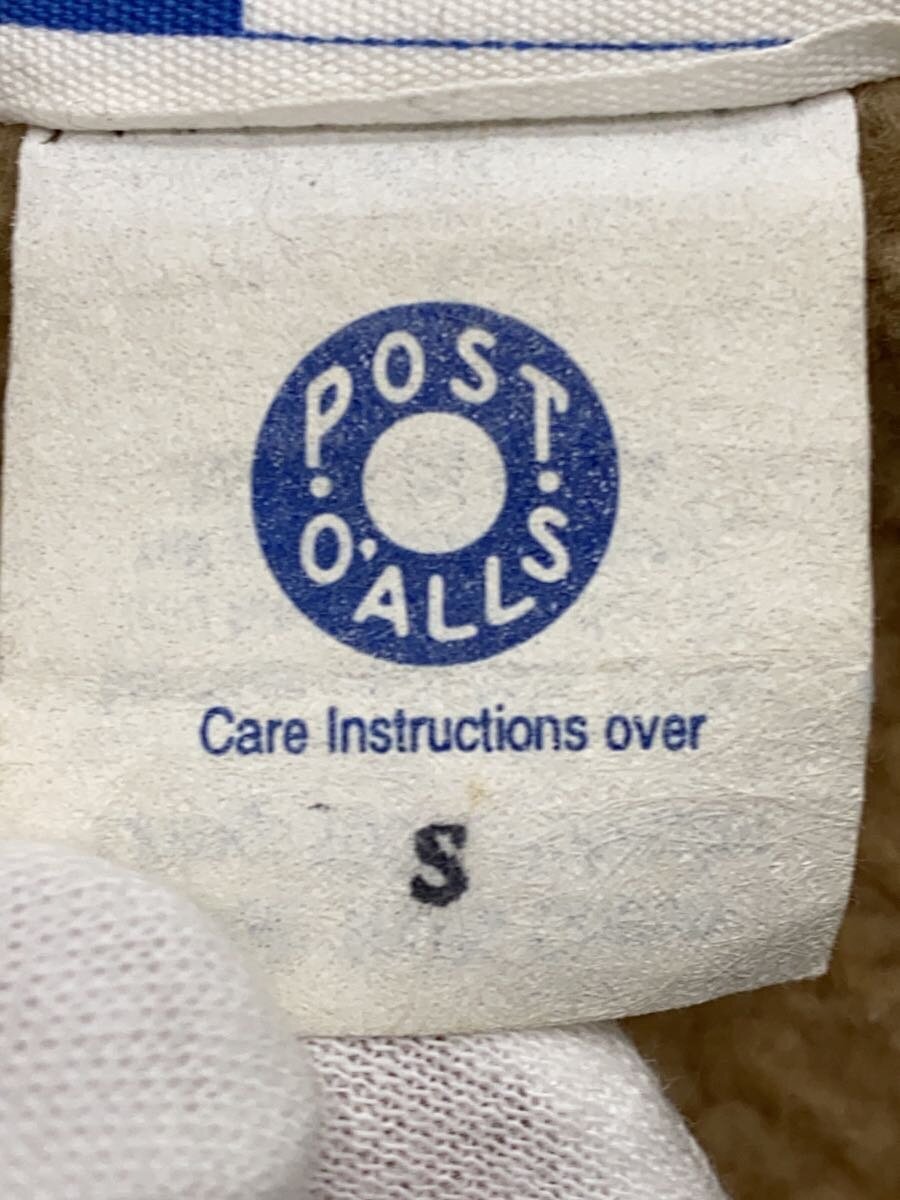 POST
O'ALLS
Care Instructions over
S